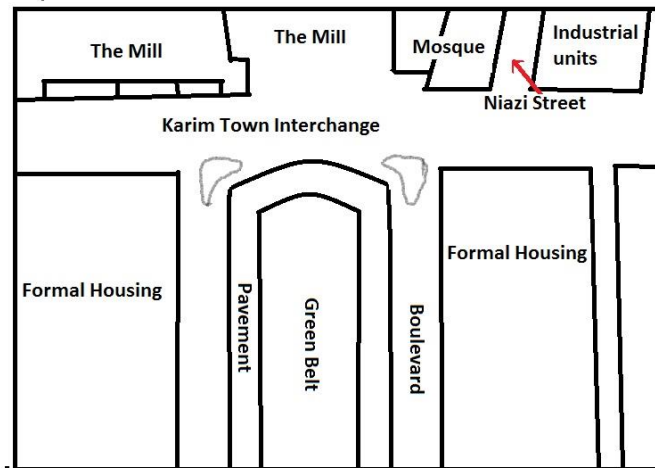 The Mill
The Mill
Mosque
Industrial
units
Niazi Street
Karim Town Interchange
Formal Housing
Pavement
Green Belt
Boulevard
Formal Housing